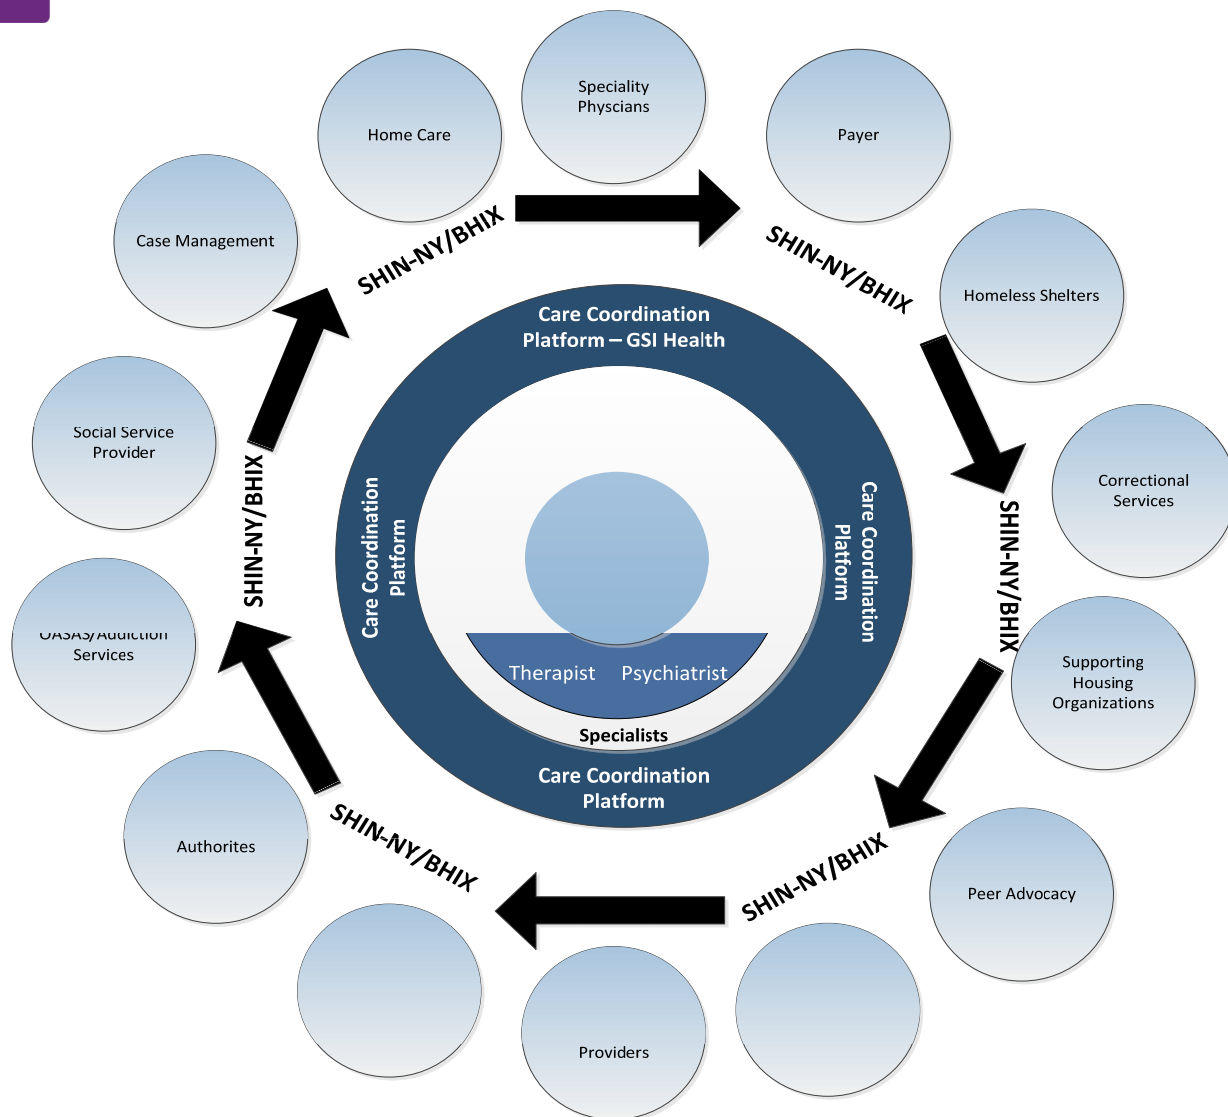 Speciality
Physcians
Home Care
Payer
Case Management
SHIN-NY/BHIX
SHIN-NY/BHIX
Homeless Shelters
Care Coordination
Platform – GSI Health
Social Service
Provider
SHIN-NY/BHIX
Care Coordination
Platform
Care Coordination
Platform
SHIN-NY/BHIX
Correctional
Services
OASAS/Addiction
Services
Therapist Psychiatrist
Specialists
Supporting
Housing
Organizations
Care Coordination
Platform
SHIN-NY/BHIX
SHIN-NY/BHIX
Authorites
Peer Advocacy
Providers